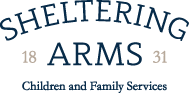 SHELTERING
18 ARMS 31
Children and Family Services